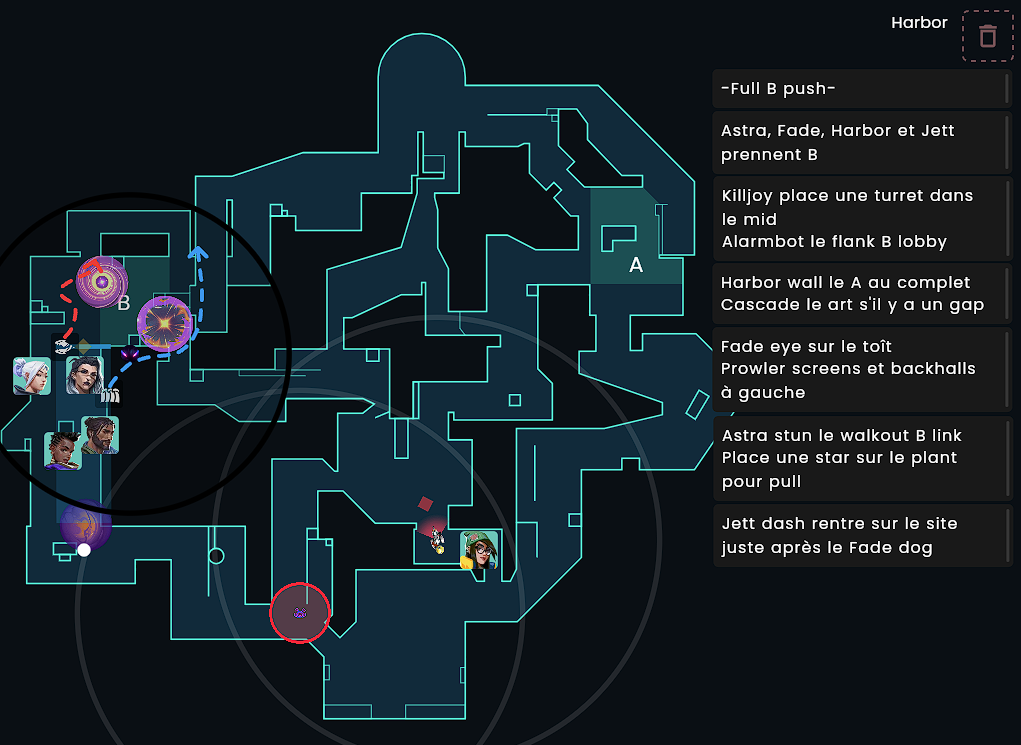 Harbor
-Full B push-
Astra, Fade, Harbor et Jett
prennent B
Killjoy place une turret dans
le mid
Alarmbot le flank B lobby
Harbor wall le A au complet
Cascade le art s'il y a un gap
Fade eye sur le toît
Prowler screens et backhalls
à gauche
Astra stun le walkout B link
Place une star sur le plant
pour pull
Jett dash rentre sur le site
juste après le Fade dog
A
B